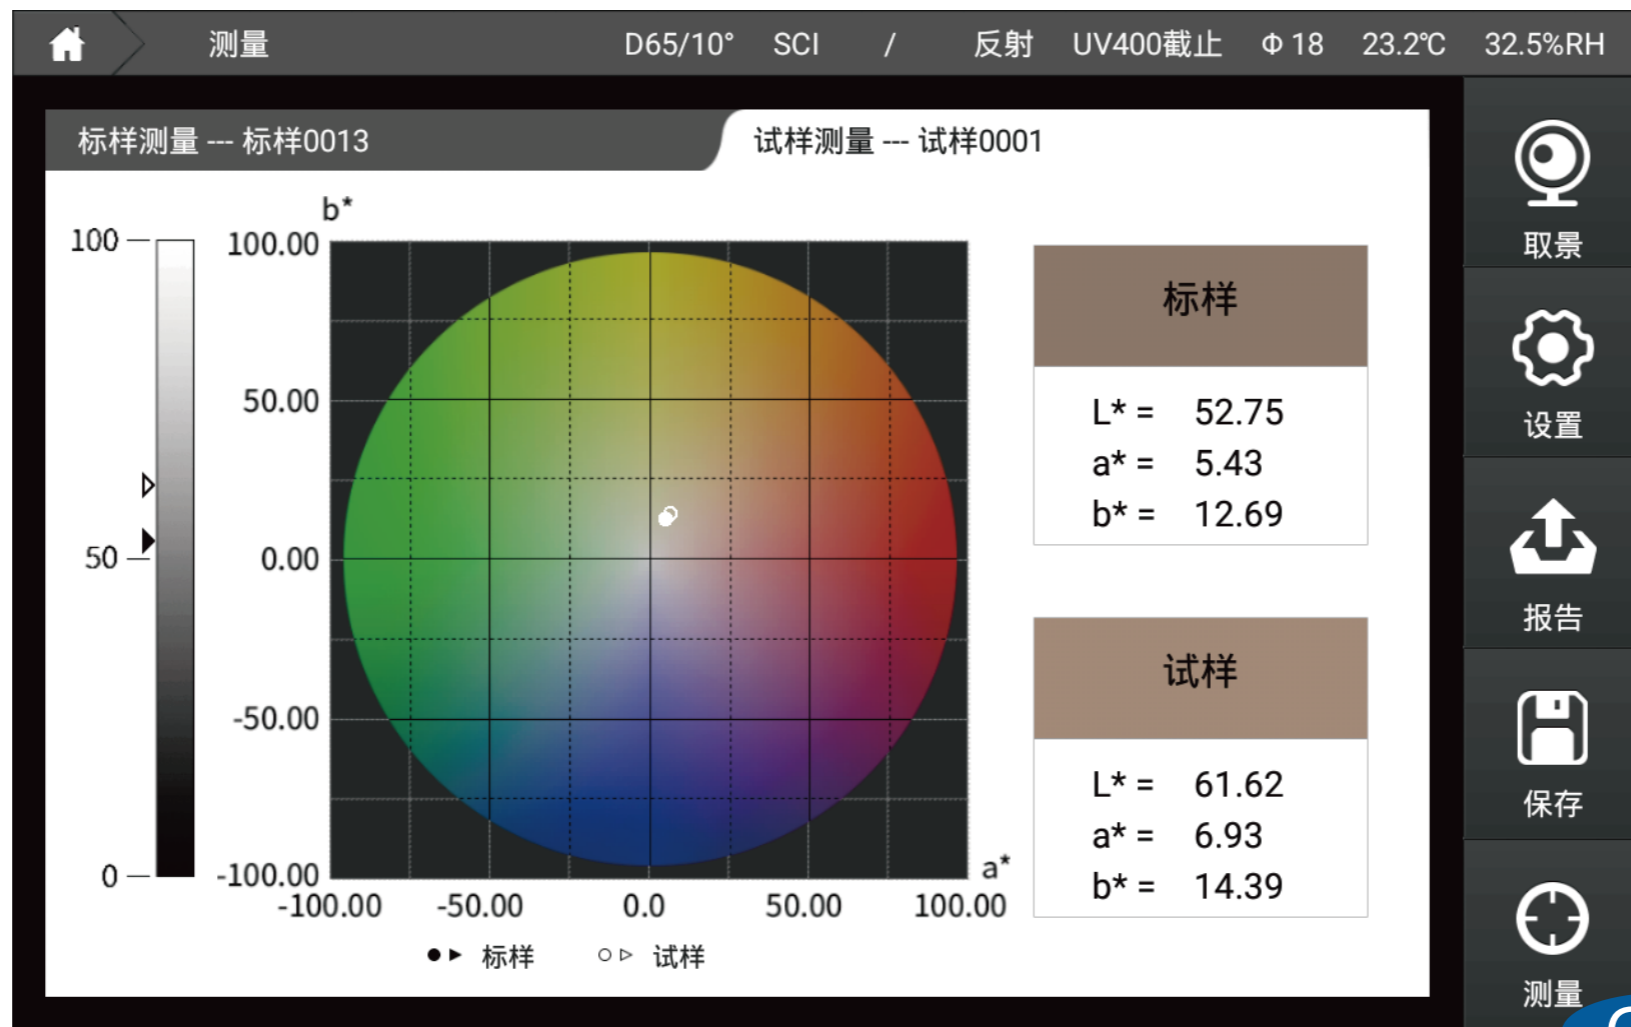 测量 D65/10° SCI / 反射 UV400截止 Φ18 23.2℃ 32.5%RH
标样测量 --- 标样0013
试样测量 --- 试样0001
b*
100
50
0
100.00
50.00
0.00
-50.00
-100.00
-100.00 -50.00 0.0 50.00 100.00
a*
标样 试样
标样
L* = 52.75
a* = 5.43
b* = 12.69
试样
L* = 61.62
a* = 6.93
b* = 14.39
取景
设置
报告
保存
测量